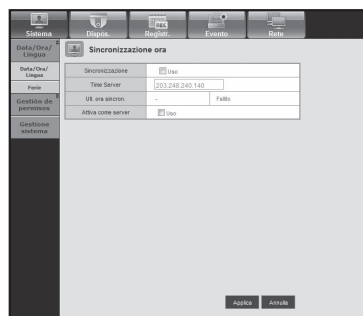 Sistema
Dispos.
REC
Registr.
Evento
Rete
Data/Ora/
Lingua
Data/Ora/
Lingua
Ferie
Gestión de
permisos
Gestione
sistema
Sincronizzazione ora
Sincronizzazione Uso
Time Server 203.248.240.140
Ult. ora sincron. - Fallito
Attiva come server Uso
Applica Annulla